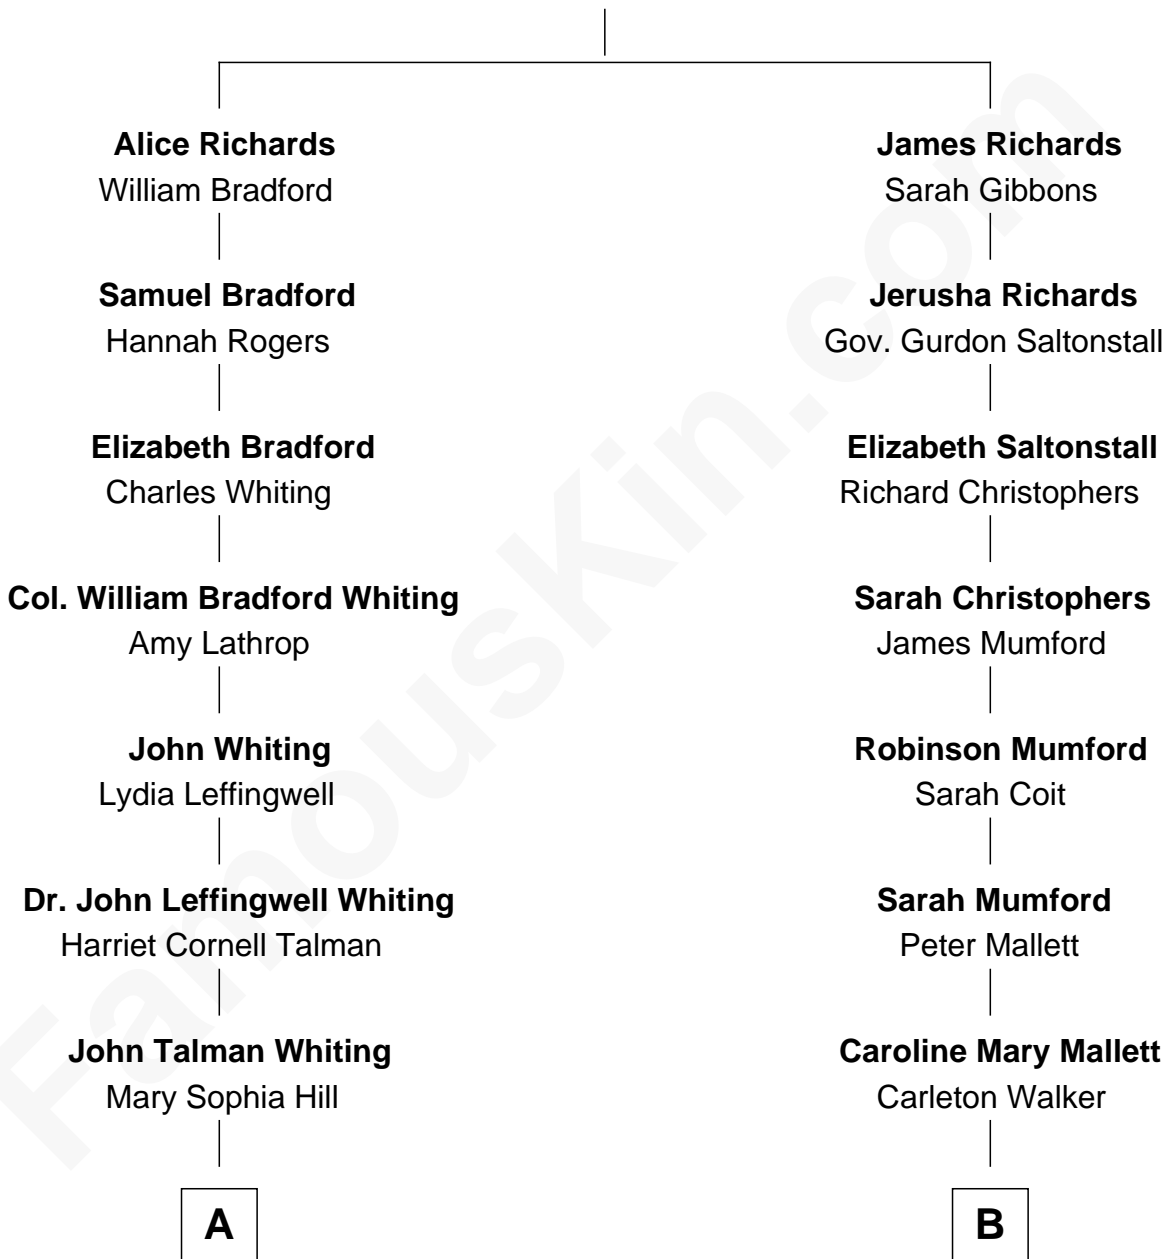 Alice Richards
William Bradford
James Richards
Sarah Gibbons
Samuel Bradford
Hannah Rogers
Jerusha Richards
Gov. Gurdon Saltonstall
Elizabeth Bradford
Charles Whiting
Elizabeth Saltonstall
Richard Christophers
Col. William Bradford Whiting
Amy Lathrop
Sarah Christophers
James Mumford
John Whiting
Lydia Leffingwell
Robinson Mumford
Sarah Coit
Dr. John Leffingwell Whiting
Harriet Cornell Talman
Sarah Mumford
Peter Mallett
John Talman Whiting
Mary Sophia Hill
Caroline Mary Mallett
Carleton Walker
A
B
FamousKin.com